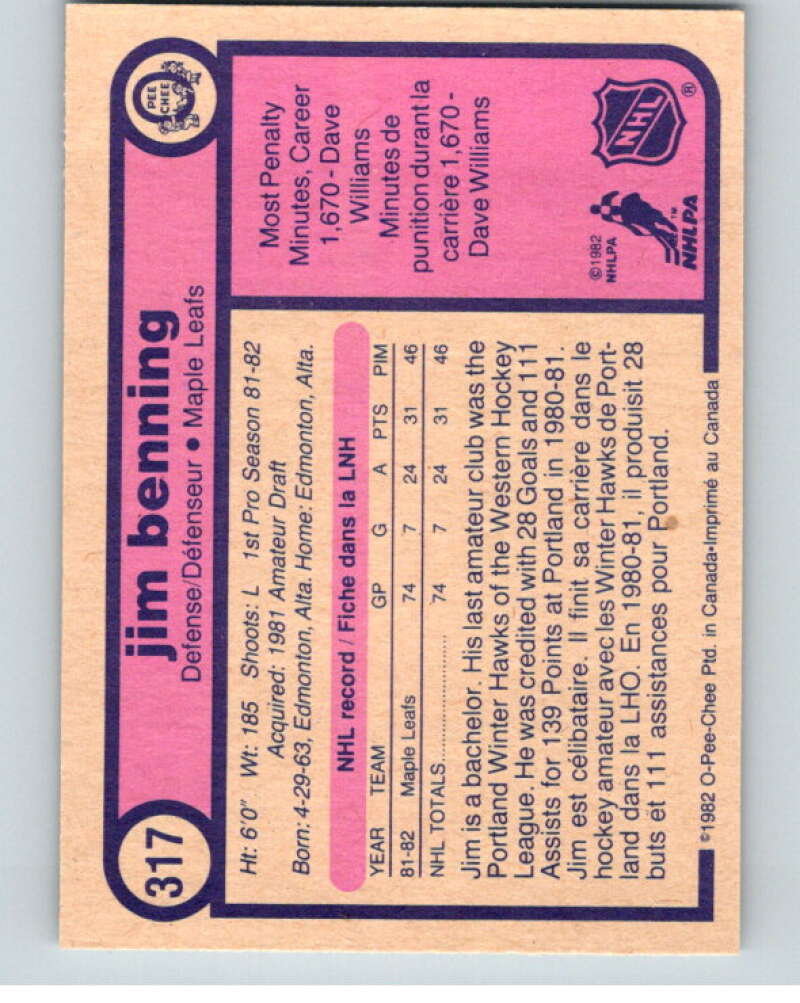 317
jim benning
Defense/Défenseur • Maple Leafs
O
PEE
CHEE
Ht: 6'0" Wt: 185 Shoots: L 1st Pro Season 81-82
Acquired: 1981 Amateur Draft
Born: 4-29-63, Edmonton, Alta. Home: Edmonton, Alta.
NHL record / Fiche dans la LNH
YEAR TEAM GP G A PTS PIM
81-82 Maple Leafs 74 7 24 31 46
NHL TOTALS.................... 74 7 24 31 46
Jim is a bachelor. His last amateur club was the
Portland Winter Hawks of the Western Hockey
League. He was credited with 28 Goals and 111
Assists for 139 Points at Portland in 1980-81.
Jim est célibataire. Il finit sa carrière dans le
hockey amateur avec les Winter Hawks de Port-
land dans la LHO. En 1980-81, il produisit 28
buts ét 111 assistances pour Portland.
Most Penalty
Minutes, Career
1,670 - Dave
Williams
Minutes de
punition durant la
carrière 1,670 -
Dave Williams
©1982
NHLPA
NHLPA™
NHL®
©1982 O-Pee-Chee Ptd. in Canada•Imprimé au Canada